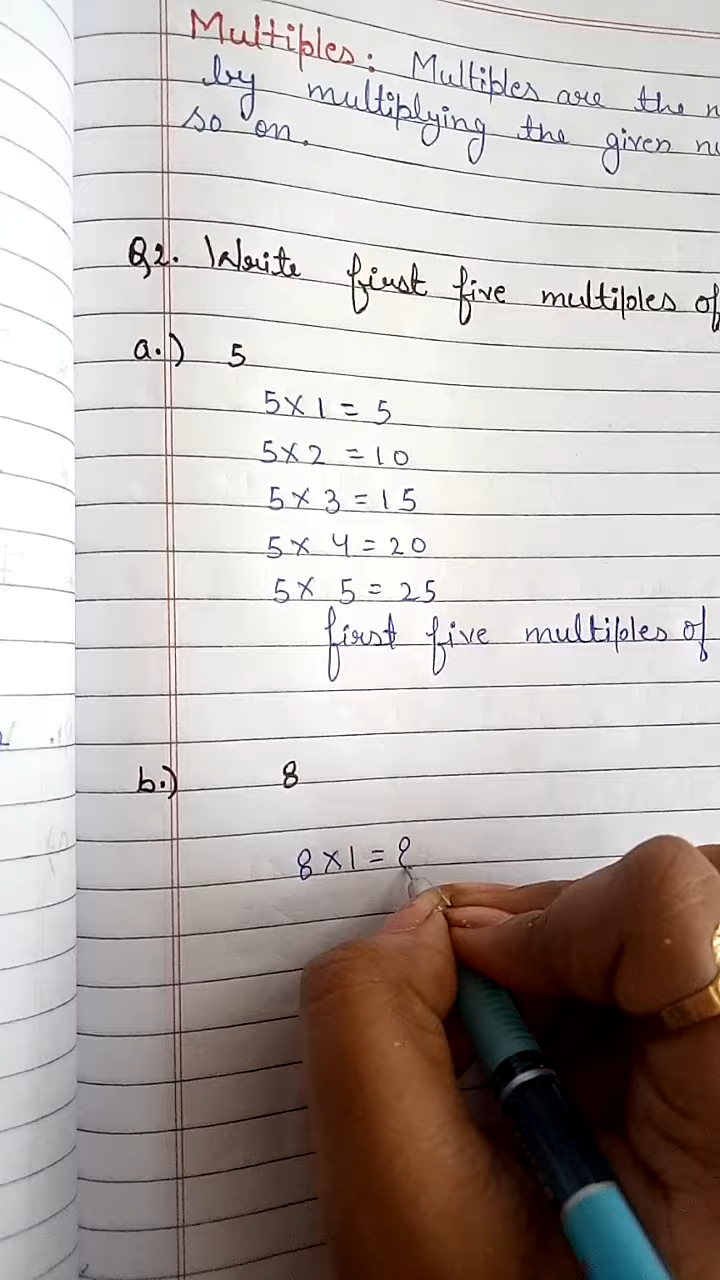 Multiples: Multiples are the
by multiplying the given
so on.
Q2. Write first five multiples of
a.) 5
5 × 1 = 5
5 × 2 = 10
5 × 3 = 15
5 × 4 = 20
5 × 5 = 25
first five multiples of
b.) 8
8 × 1 = 8